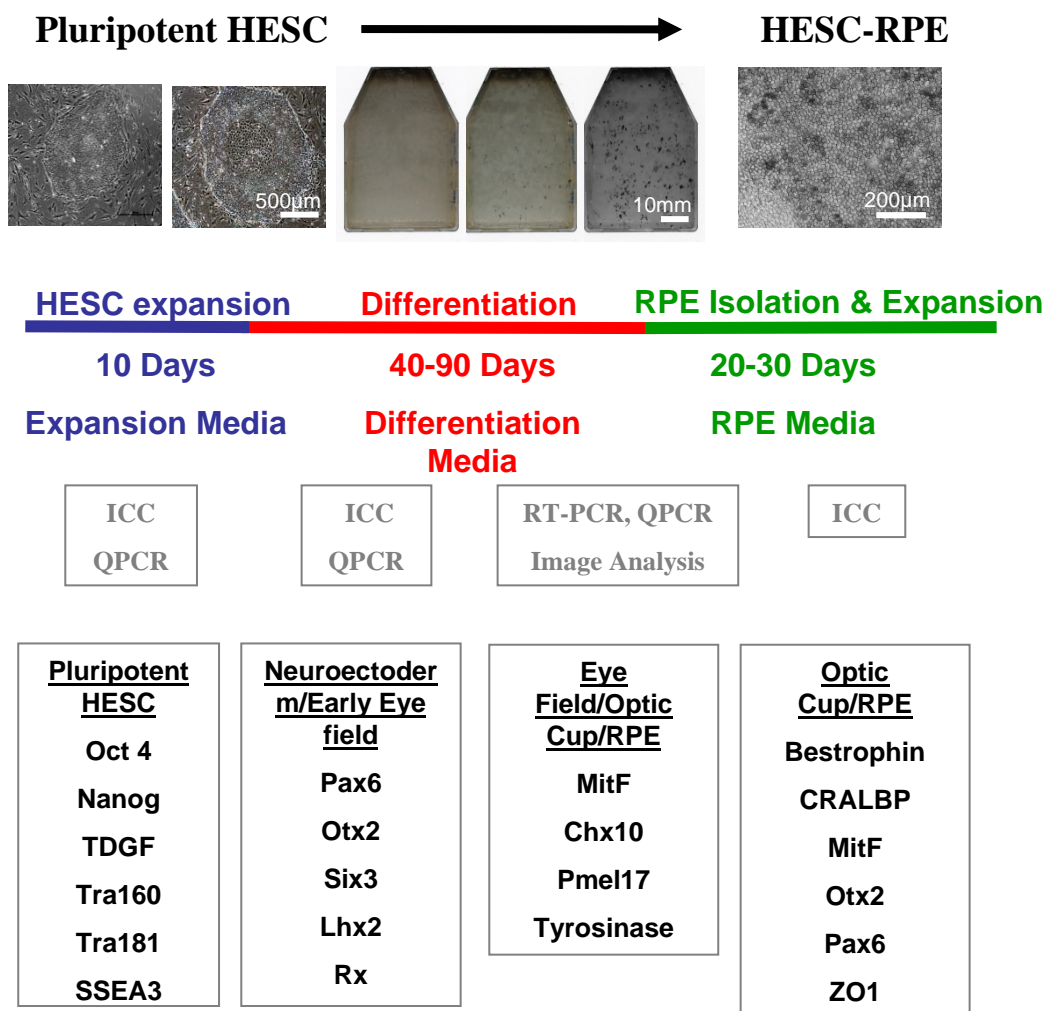 Pluripotent HESC
HESC-RPE
500µm
10mm
200µm
HESC expansion
Differentiation
RPE Isolation & Expansion
10 Days
40-90 Days
20-30 Days
Expansion Media
Differentiation
Media
RPE Media
ICC
QPCR
ICC
QPCR
RT-PCR, QPCR
Image Analysis
ICC
Pluripotent
HESC
Oct 4
Nanog
TDGF
Tra160
Tra181
SSEA3
Neuroectoder
m/Early Eye
field
Pax6
Otx2
Six3
Lhx2
Rx
Eye
Field/Optic
Cup/RPE
MitF
Chx10
Pmel17
Tyrosinase
Optic
Cup/RPE
Bestrophin
CRALBP
MitF
Otx2
Pax6
ZO1